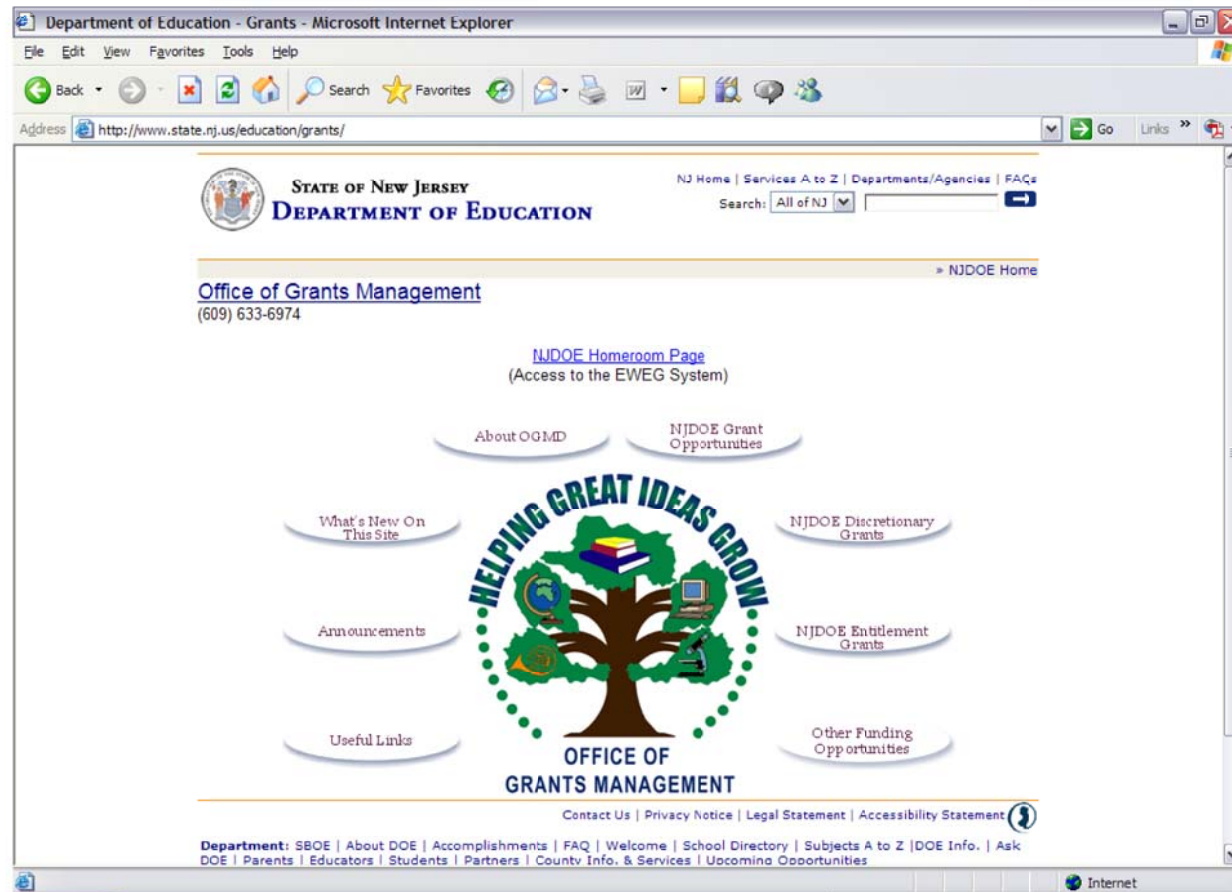 Department of Education - Grants - Microsoft Internet Explorer
File Edit View Favorites Tools Help
Back Search Favorites
Address http://www.state.nj.us/education/grants/ Go Links »
STATE OF NEW JERSEY
DEPARTMENT OF EDUCATION
NJ Home | Services A to Z | Departments/Agencies | FAQs
Search: All of NJ
» NJDOE Home
Office of Grants Management
(609) 633-6974
NJDOE Homeroom Page
(Access to the EWEG System)
About OGMD
NJDOE Grant
Opportunities
HELPING GREAT IDEAS GROW
What's New On
This Site
NJDOE Discretionary
Grants
Announcements
NJDOE Entitlement
Grants
Useful Links
Other Funding
Opportunities
OFFICE OF
GRANTS MANAGEMENT
Contact Us | Privacy Notice | Legal Statement | Accessibility Statement
Department: SBOE | About DOE | Accomplishments | FAQ | Welcome | School Directory | Subjects A to Z |DOE Info. | Ask
DOE | Parents | Educators | Students | Partners | County Info. & Services | Upcoming Opportunities
Internet